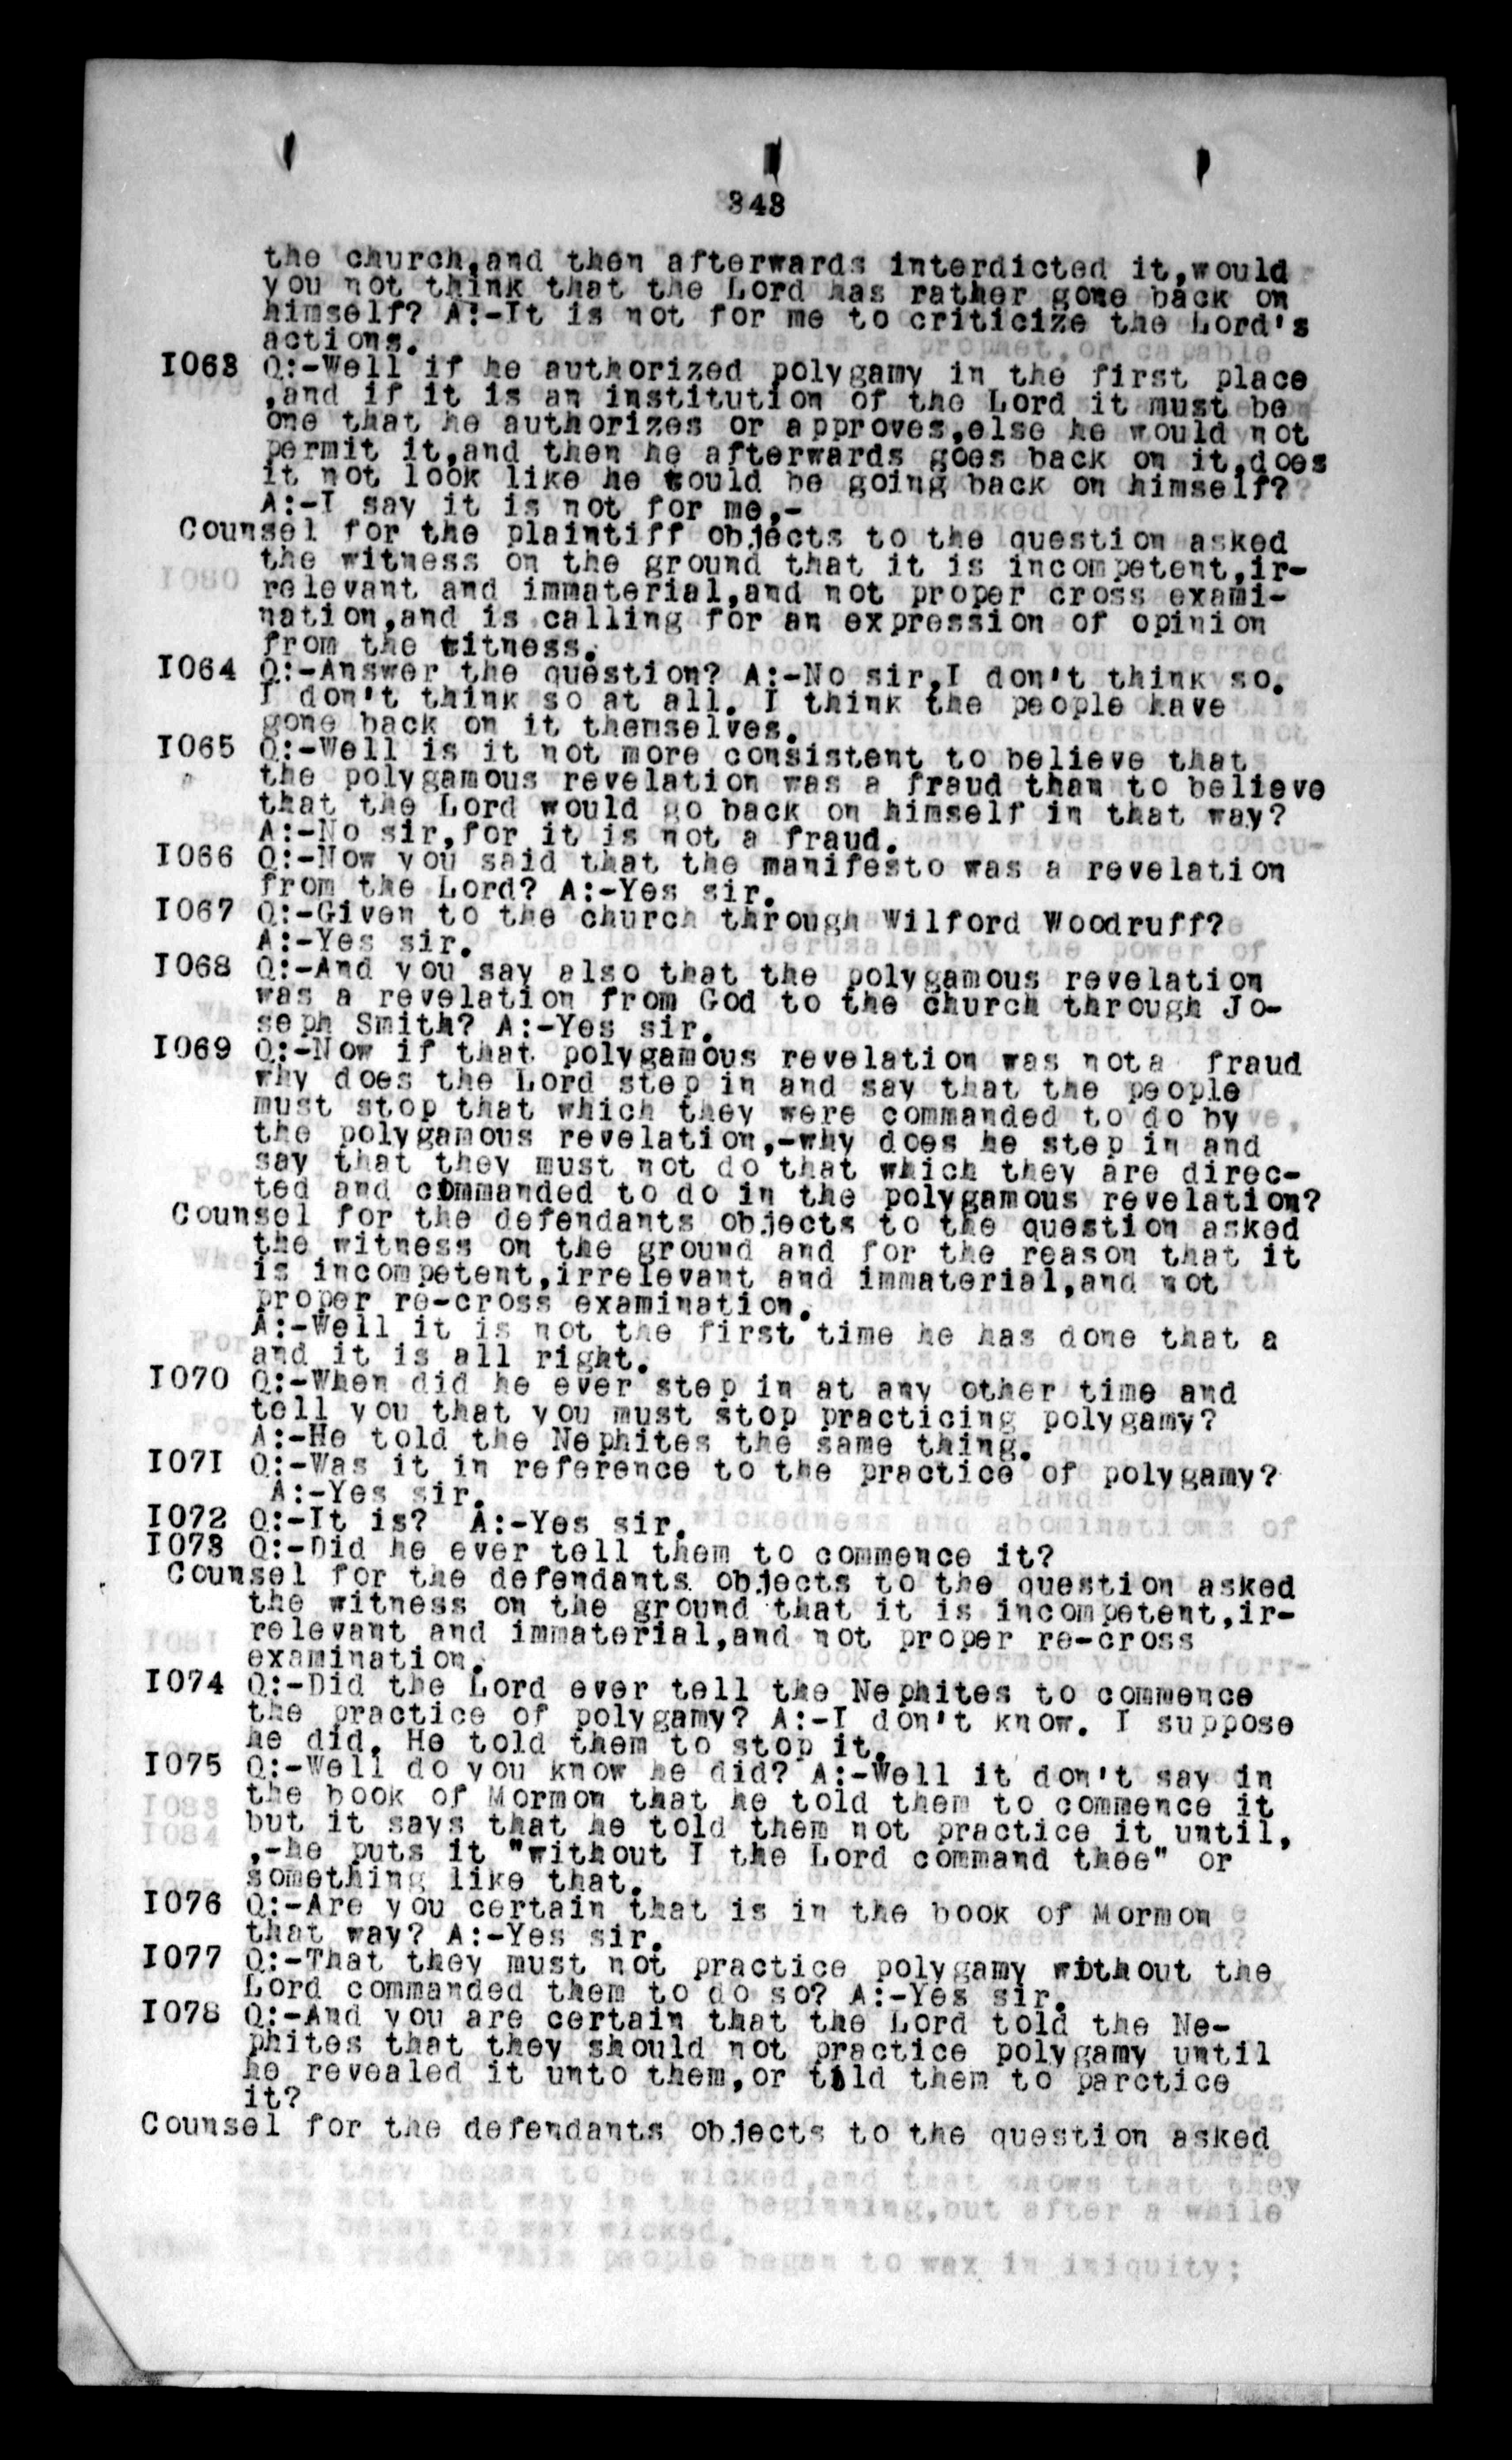 343
the church,and then afterwards interdicted it,would
you not think that the Lord has rather gone back on
himself? A:-It is not for me to criticize the Lord's
actions.
I063 Q:-Well if he authorized polygamy in the first place
,and if it is an institution of the Lord it must be
one that he authorizes or approves,else he would not
permit it,and then he afterwards goes back on it,does
it not look like he would be going back on himself?
A:-I say it is not for me,-
Counsel for the plaintiff objects to the question asked
the witness on the ground that it is incompetent,ir-
relevant and immaterial,and not proper cross exami-
nation,and is calling for an expression of opinion
from the witness.
I064 Q:-Answer the question? A:-No sir,I don't think so.
I don't think so at all. I think the people have
gone back on it themselves.
I065 Q:-Well is it not more consistent to believe that
the polygamous revelation was a fraud than to believe
that the Lord would go back on himself in that way?
A:-No sir,for it is not a fraud.
I066 Q:-Now you said that the manifesto was a revelation
from the Lord? A:-Yes sir.
I067 Q:-Given to the church through Wilford Woodruff?
A:-Yes sir.
I068 Q:-And you say also that the polygamous revelation
was a revelation from God to the church through Jo-
seph Smith? A:-Yes sir.
I069 Q:-Now if that polygamous revelation was nota fraud
why does the Lord step in and say that the people
must stop that which they were commanded to do by
the polygamous revelation,-why does he step in and
say that they must not do that which they are direc-
ted and commanded to do in the polygamous revelation?
Counsel for the defendants objects to the question asked
the witness on the ground and for the reason that it
is incompetent,irrelevant and immaterial,and not
proper re-cross examination.
A:-Well it is not the first time he has done that a
and it is all right.
I070 Q:-When did he ever step in at any other time and
tell you that you must stop practicing polygamy?
A:-He told the Nephites the same thing.
I07I Q:-Was it in reference to the practice of polygamy?
A:-Yes sir.
I072 Q:-It is? A:-Yes sir.
I073 Q:-Did he ever tell them to commence it?
Counsel for the defendants objects to the question asked
the witness on the ground that it is incompetent,ir-
relevant and immaterial,and not proper re-cross
examination.
I074 Q:-Did the Lord ever tell the Nephites to commence
the practice of polygamy? A:-I don't know. I suppose
he did. He told them to stop it.
I075 Q:-Well do you know he did? A:-Well it don't say in
the book of Mormon that he told them to commence it
but it says that he told them not practice it until,
,-he puts it "without I the Lord command thee" or
something like that.
I076 Q:-Are you certain that is in the book of Mormon
that way? A:-Yes sir.
I077 Q:-That they must not practice polygamy without the
Lord commanded them to do so? A:-Yes sir.
I078 Q:-And you are certain that the Lord told the Ne-
phites that they should not practice polygamy until
he revealed it unto them,or told them to parctice
it?
Counsel for the defendants objects to the question asked